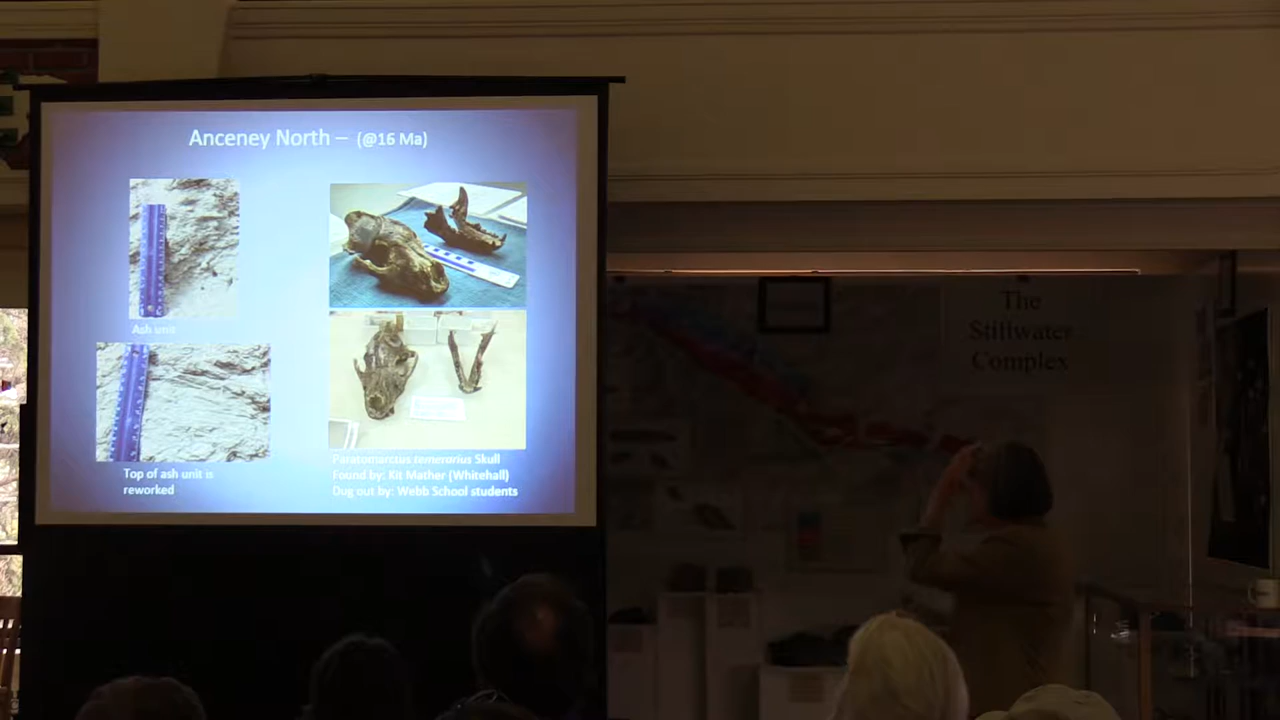 Anceney North – (@16 Ma)
Ash unit
Top of ash unit is
reworked
Paratomarctus temerarius Skull
Found by: Kit Mather (Whitehall)
Dug out by: Webb School students
The
Stillwater
Complex